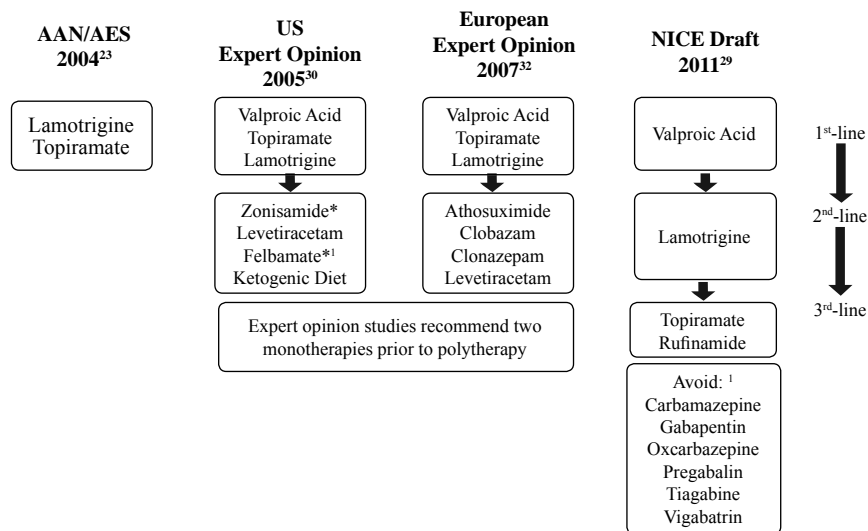 AAN/AES
2004²³
Lamotrigine
Topiramate
US
Expert Opinion
2005³⁰
Valproic Acid
Topiramate
Lamotrigine
Zonisamide*
Levetiracetam
Felbamate*¹
Ketogenic Diet
European
Expert Opinion
2007³²
Valproic Acid
Topiramate
Lamotrigine
Athosuximide
Clobazam
Clonazepam
Levetiracetam
Expert opinion studies recommend two
monotherapies prior to polytherapy
NICE Draft
2011²⁹
Valproic Acid
Lamotrigine
Topiramate
Rufinamide
Avoid: ¹
Carbamazepine
Gabapentin
Oxcarbazepine
Pregabalin
Tiagabine
Vigabatrin
1ˢᵗ-line
2ⁿᵈ-line
3ʳᵈ-line